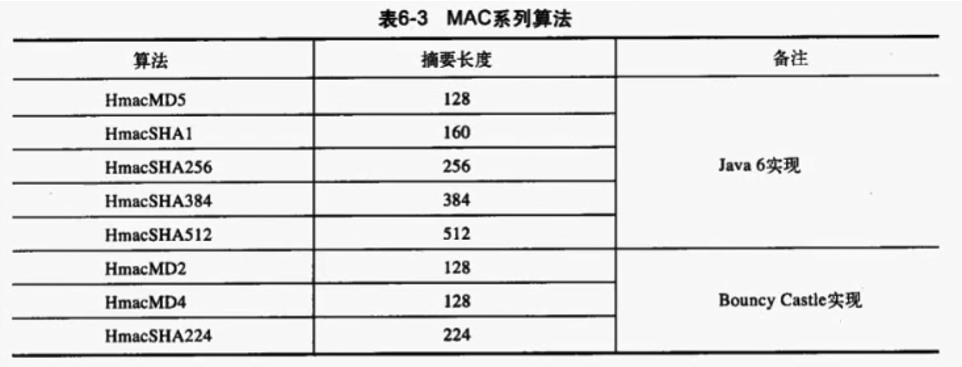 表6-3 MAC系列算法
算法 摘要长度 备注
HmacMD5 128
HmacSHA1 160
HmacSHA256 256 Java 6实现
HmacSHA384 384
HmacSHA512 512
HmacMD2 128
HmacMD4 128 Bouncy Castle实现
HmacSHA224 224